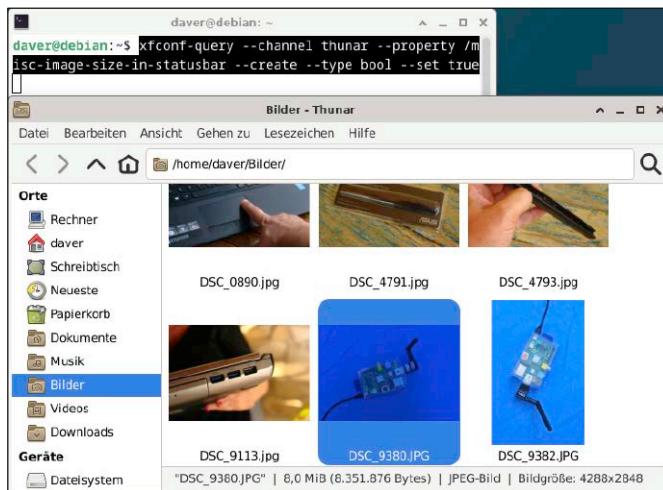 daver@debian: ~
daver@debian:~$ xfconf-query --channel thunar --property /m
isc-image-size-in-statusbar --create --type bool --set true
Bilder - Thunar
Datei Bearbeiten Ansicht Gehen zu Lesezeichen Hilfe
/home/daver/Bilder/
Orte
Rechner
daver
Schreibtisch
Neueste
Papierkorb
Dokumente
Musik
Bilder
Videos
Downloads
Geräte
Dateisystem
DSC_0890.jpg
DSC_4791.jpg
DSC_4793.jpg
DSC_9113.jpg
DSC_9380.JPG
DSC_9382.JPG
"DSC_9380.JPG" | 8,0 MiB (8.351.876 Bytes) | JPEG-Bild | Bildgröße: 4288x2848